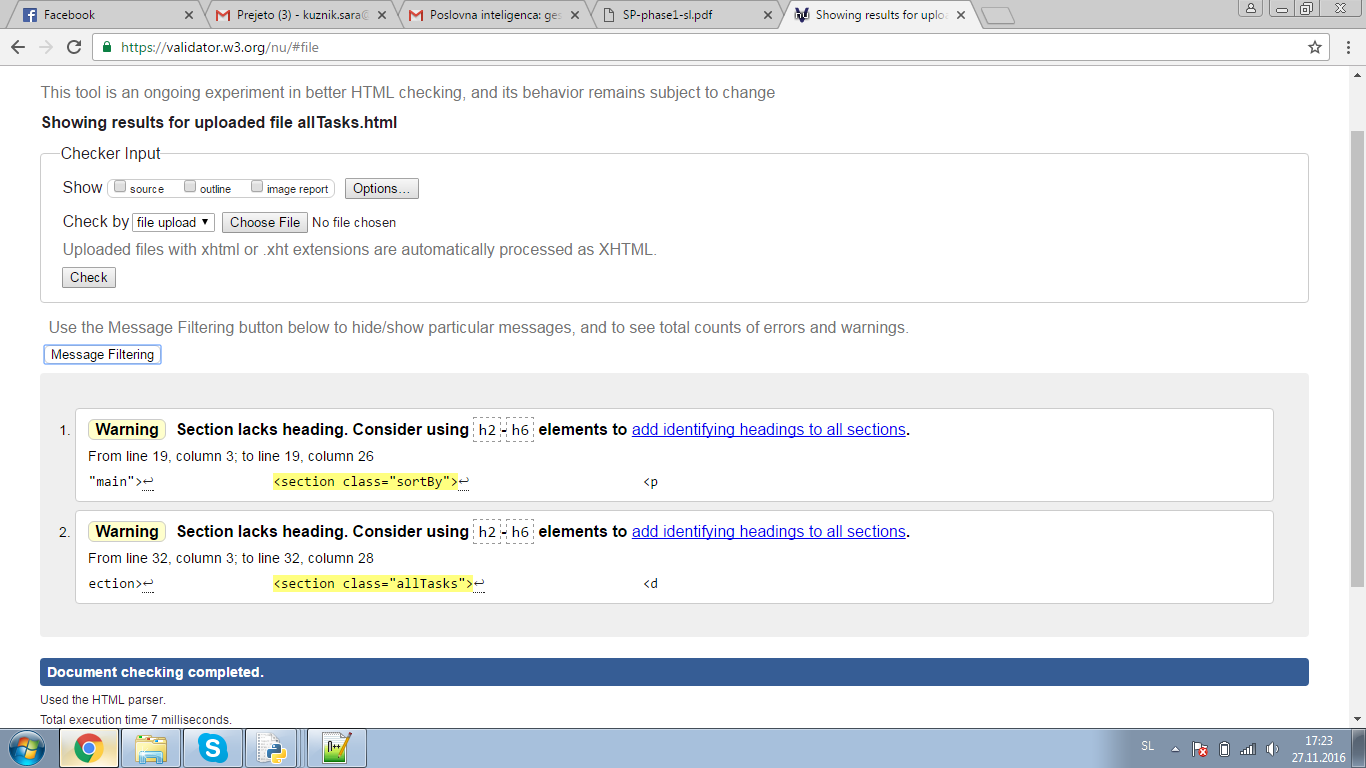 Facebook
Prejeto (3) - kuznik.sara@
Poslovna inteligenca: ges
SP-phase1-sl.pdf
Showing results for uploa
https://validator.w3.org/nu/#file
This tool is an ongoing experiment in better HTML checking, and its behavior remains subject to change
Showing results for uploaded file allTasks.html
Checker Input
Show source outline image report Options...
Check by file upload Choose File No file chosen
Uploaded files with xhtml or .xht extensions are automatically processed as XHTML.
Check
Use the Message Filtering button below to hide/show particular messages, and to see total counts of errors and warnings.
Message Filtering
1. Warning Section lacks heading. Consider using h2-h6 elements to add identifying headings to all sections.
From line 19, column 3; to line 19, column 26
"main">↩ <section class="sortBy">↩ <p
2. Warning Section lacks heading. Consider using h2-h6 elements to add identifying headings to all sections.
From line 32, column 3; to line 32, column 28
ection>↩ <section class="allTasks">↩ <d
Document checking completed.
Used the HTML parser.
Total execution time 7 milliseconds.
SL
17:23
27.11.2016